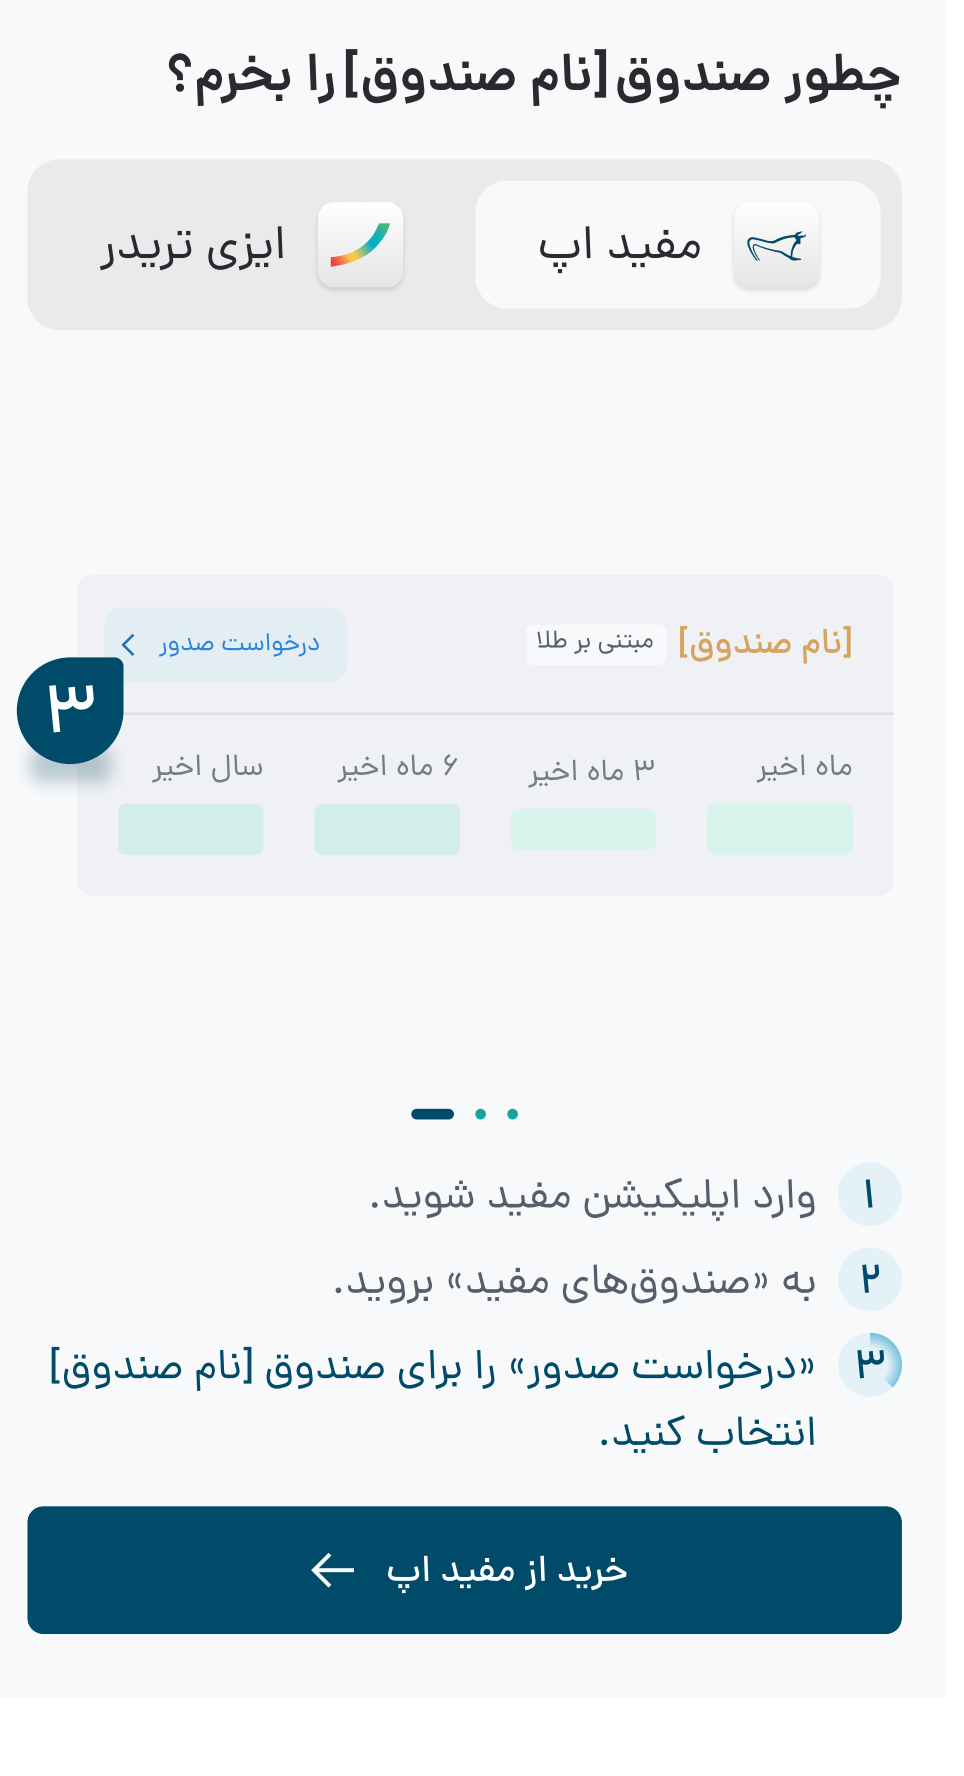 چطور صندوق [نام صندوق] را بخرم؟
مفید اپ
ایزی تریدر
[نام صندوق]
مبتنی بر طلا
درخواست صدور
۳
ماه اخیر
۳ ماه اخیر
۶ ماه اخیر
سال اخیر
۱ وارد اپلیکیشن مفید شوید.
۲ به «صندوق‌های مفید» بروید.
۳ «درخواست صدور» را برای صندوق [نام صندوق]
انتخاب کنید.
خرید از مفید اپ